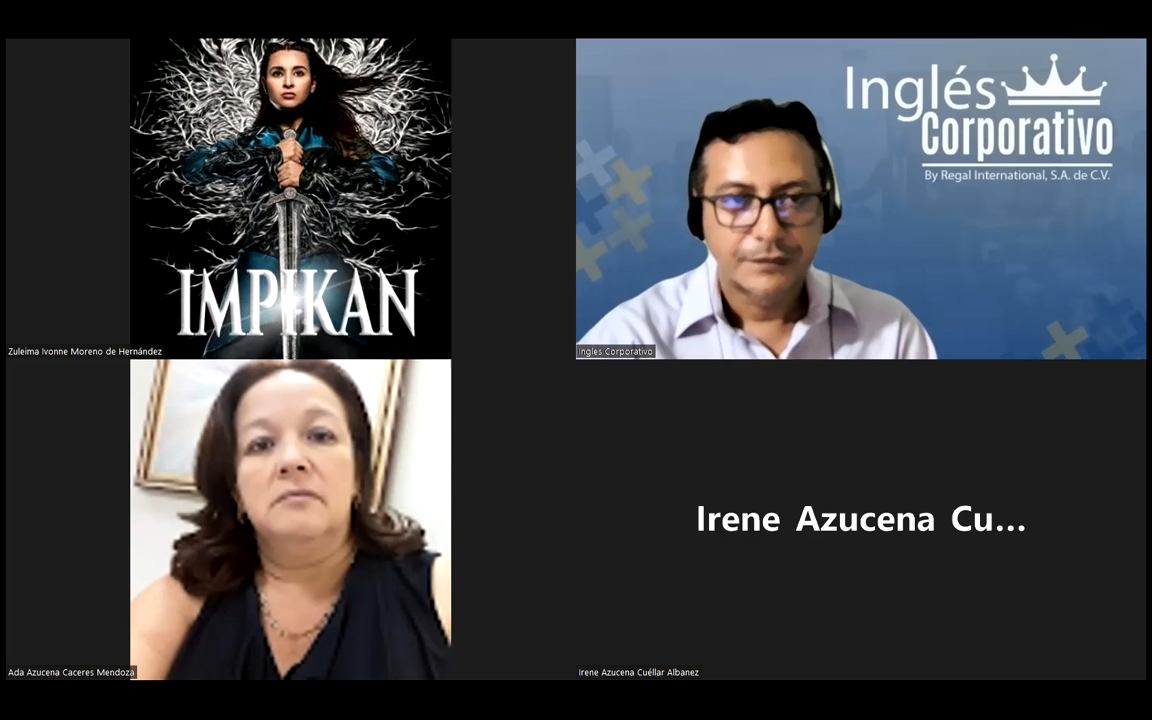 IMPIKAN
Zuleima Ivonne Moreno de Hernández
Inglés
Corporativo
By Regal International, S.A. de C.V.
Ingles Corporativo
Ada Azucena Caceres Mendoza
Irene Azucena Cu...
Irene Azucena Cuéllar Albanez